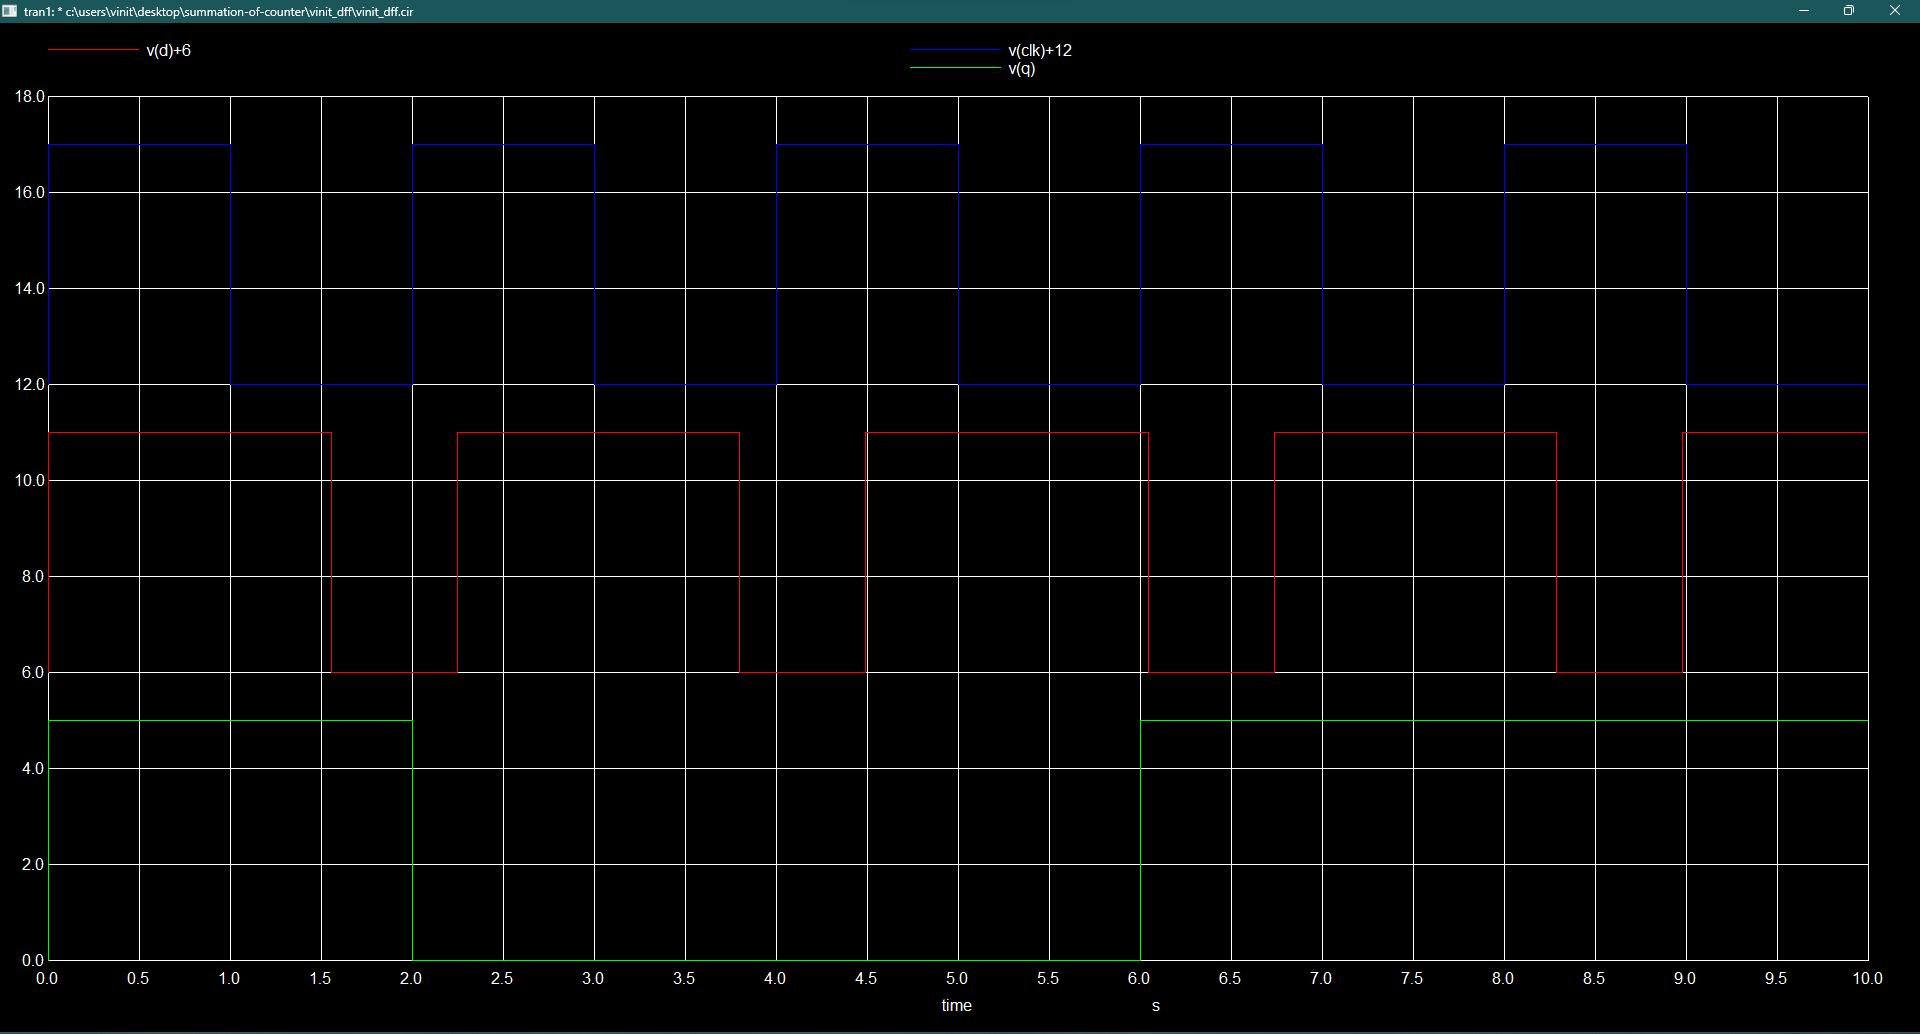 tran1: * c:\users\vinit\desktop\summation-of-counter\vinit_dff\vinit_dff.cir
v(d)+6
v(clk)+12
v(q)
18.0
16.0
14.0
12.0
10.0
8.0
6.0
4.0
2.0
0.0
0.0 0.5 1.0 1.5 2.0 2.5 3.0 3.5 4.0 4.5 5.0 5.5 6.0 6.5 7.0 7.5 8.0 8.5 9.0 9.5 10.0
time s